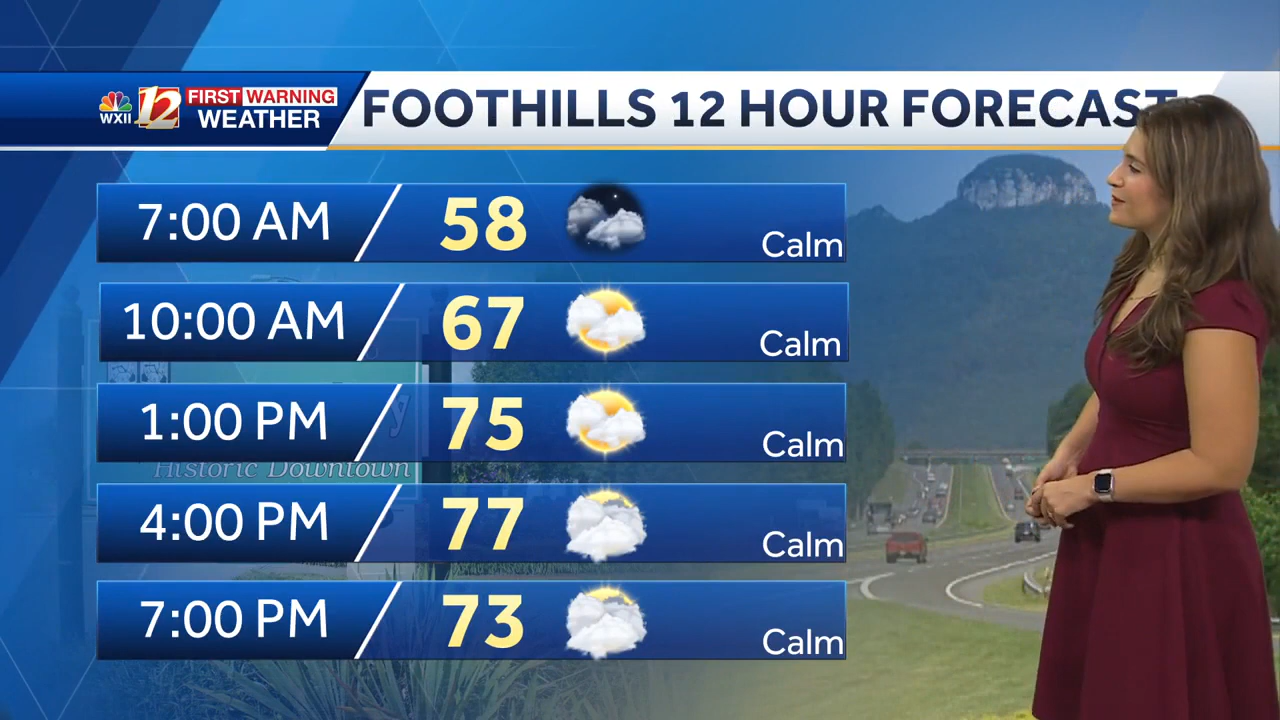 WXII 12 FIRST WARNING
WEATHER
FOOTHILLS 12 HOUR FORECAST
7:00 AM 58 Calm
10:00 AM 67 Calm
1:00 PM 75 Calm
Historic Downtown
4:00 PM 77 Calm
7:00 PM 73 Calm